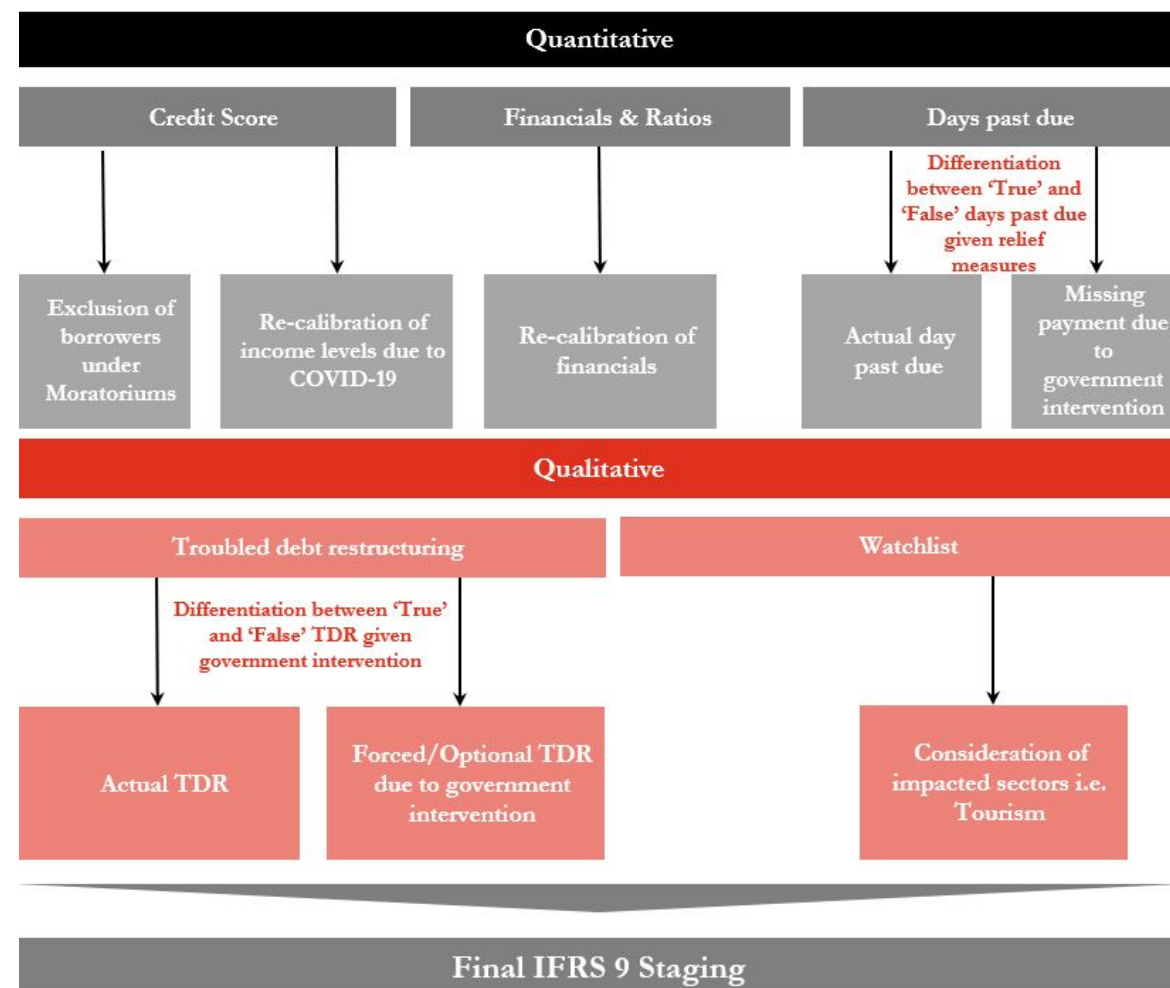 Quantitative
Credit Score
Financials & Ratios
Days past due
Differentiation
between ‘True’ and
‘False’ days past due
given relief
measures
Exclusion of
borrowers
under
Moratoriums
Re-calibration of
income levels due to
COVID-19
Re-calibration of
financials
Actual day
past due
Missing
payment due
to
government
intervention
Qualitative
Troubled debt restructuring
Watchlist
Differentiation between ‘True’
and ‘False’ TDR given
government intervention
Actual TDR
Forced/Optional TDR
due to government
intervention
Consideration of
impacted sectors i.e.
Tourism
Final IFRS 9 Staging